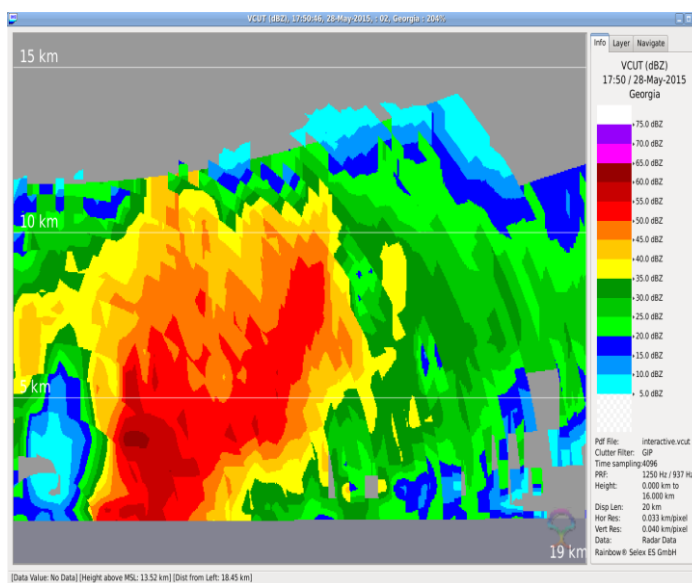 VCUT (dBZ), 17:50:46, 28-May-2015, : 02, Georgia : 204%
15 km
10 km
5 km
19 km
Info Layer Navigate
VCUT (dBZ)
17:50 / 28-May-2015
Georgia
75.0 dBZ
70.0 dBZ
65.0 dBZ
60.0 dBZ
55.0 dBZ
50.0 dBZ
45.0 dBZ
40.0 dBZ
35.0 dBZ
30.0 dBZ
25.0 dBZ
20.0 dBZ
15.0 dBZ
10.0 dBZ
5.0 dBZ
Pdf File: interactive.vcut
Clutter Filter: GIP
Time sampling:4096
PRF: 1250 Hz / 937 Hz
Height: 0.000 km to
16.000 km
Disp Len: 20 km
Hor Res: 0.033 km/pixel
Vert Res: 0.040 km/pixel
Data: Radar Data
Rainbow® Selex ES GmbH
[Data Value: No Data] [Height above MSL: 13.52 km] [Dist from Left: 18.45 km]